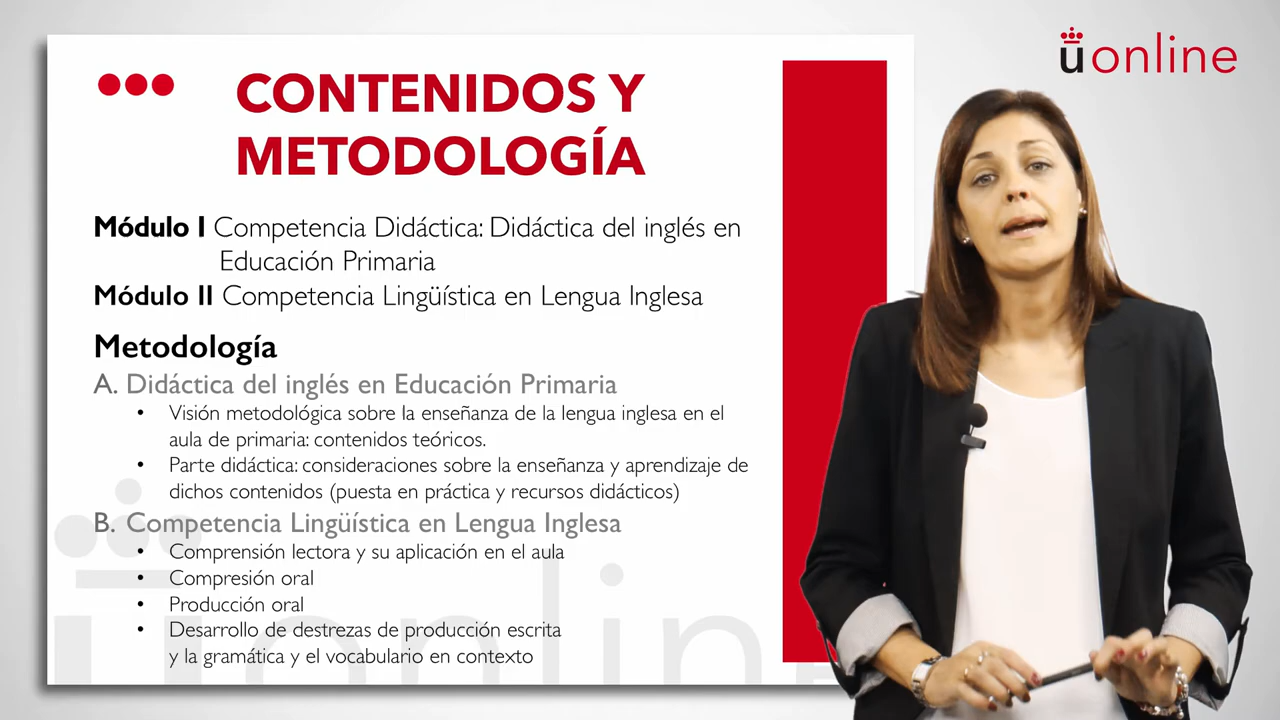 uonline
CONTENIDOS Y
METODOLOGÍA
Módulo I Competencia Didáctica: Didáctica del inglés en
Educación Primaria
Módulo II Competencia Lingüística en Lengua Inglesa
Metodología
A. Didáctica del inglés en Educación Primaria
• Visión metodológica sobre la enseñanza de la lengua inglesa en el
aula de primaria: contenidos teóricos.
• Parte didáctica: consideraciones sobre la enseñanza y aprendizaje de
dichos contenidos (puesta en práctica y recursos didácticos)
B. Competencia Lingüística en Lengua Inglesa
• Comprensión lectora y su aplicación en el aula
• Compresión oral
• Producción oral
• Desarrollo de destrezas de producción escrita
y la gramática y el vocabulario en contexto